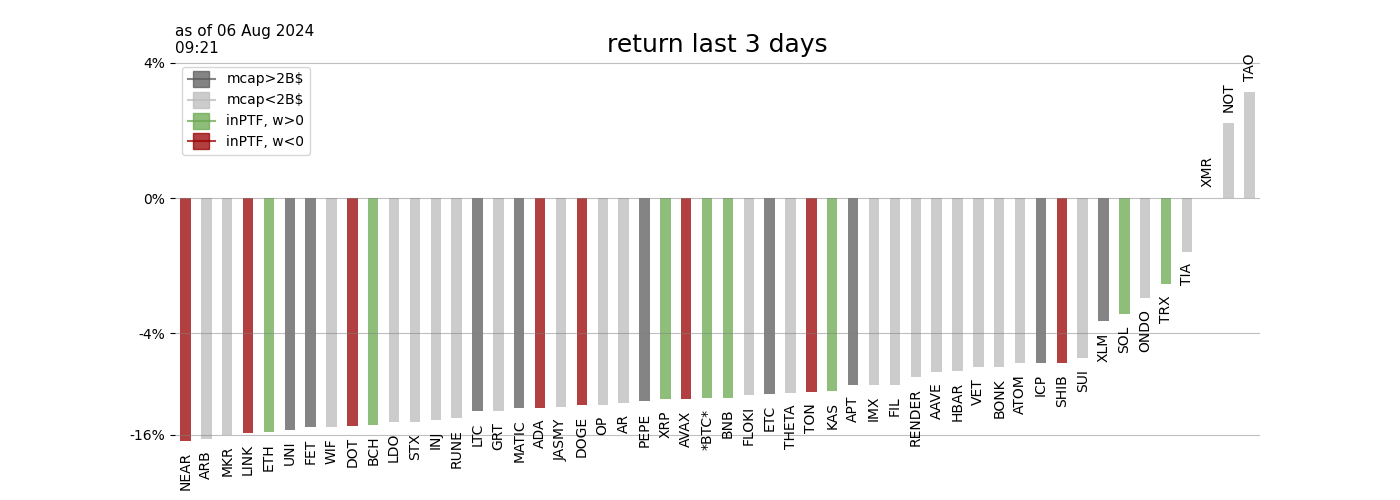 as of 06 Aug 2024
09:21
return last 3 days
4%
0%
-4%
-16%
mcap>2B$
mcap<2B$
inPTF, w>0
inPTF, w<0
NEAR
ARB
MKR
LINK
ETH
UNI
FET
WIF
DOT
BCH
LDO
STX
INJ
RUNE
LTC
GRT
MATIC
ADA
JASMY
DOGE
OP
AR
PEPE
XRP
AVAX
*BTC*
BNB
FLOKI
ETC
THETA
TON
KAS
APT
IMX
FIL
RENDER
AAVE
HBAR
VET
BONK
ATOM
ICP
SHIB
SUI
XLM
SOL
ONDO
TRX
TIA
XMR
NOT
TAO